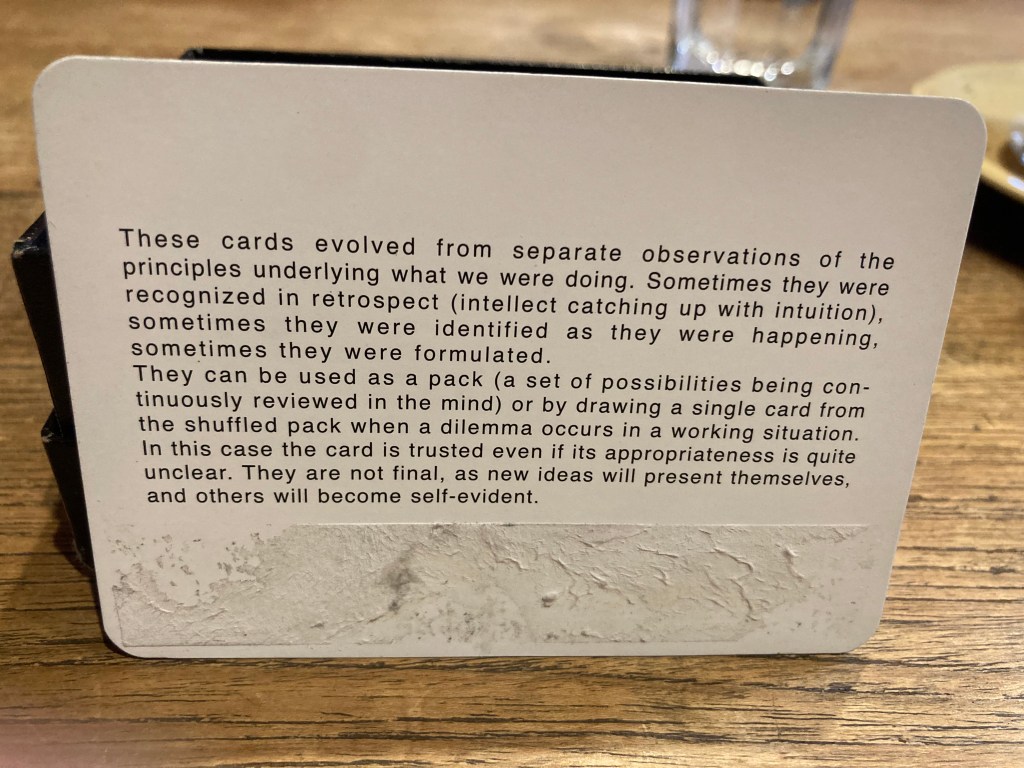 These cards evolved from separate observations of the
principles underlying what we were doing. Sometimes they were
recognized in retrospect (intellect catching up with intuition),
sometimes they were identified as they were happening,
sometimes they were formulated.
They can be used as a pack (a set of possibilities being con-
tinuously reviewed in the mind) or by drawing a single card from
the shuffled pack when a dilemma occurs in a working situation.
In this case the card is trusted even if its appropriateness is quite
unclear. They are not final, as new ideas will present themselves,
and others will become self-evident.